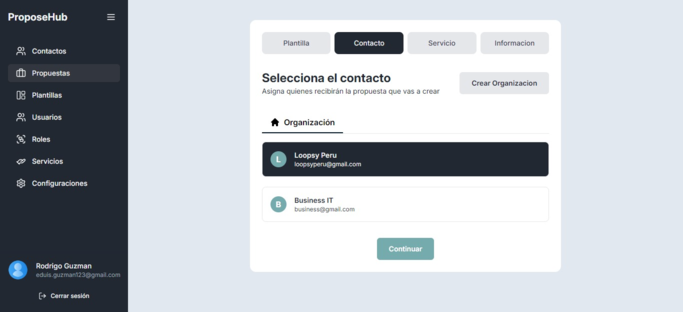 ProposeHub
Contactos
Propuestas
Plantillas
Usuarios
Roles
Servicios
Configuraciones
Rodrigo Guzman
eduis.guzman123@gmail.com
Cerrar sesión
Plantilla
Contacto
Servicio
Informacion
Selecciona el contacto
Asigna quienes recibirán la propuesta que vas a crear
Crear Organizacion
Organización
L
Loopsy Peru
loopsyperu@gmail.com
B
Business IT
business@gmail.com
Continuar